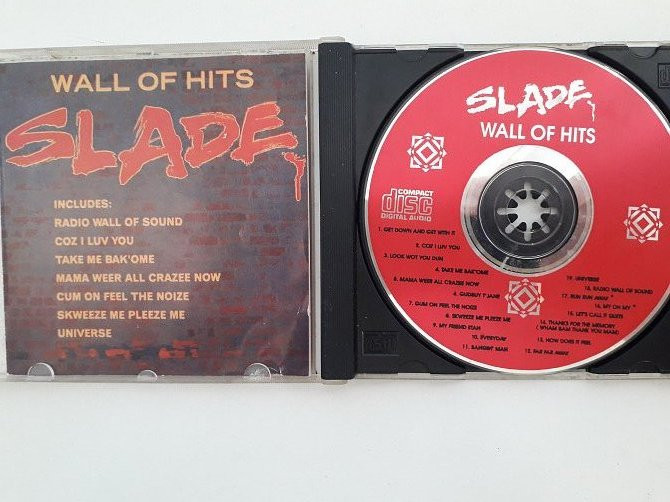 WALL OF HITS
SLADE
INCLUDES:
RADIO WALL OF SOUND
COZ I LUV YOU
TAKE ME BAK'OME
MAMA WEER ALL CRAZEE NOW
CUM ON FEEL THE NOIZE
SKWEEZE ME PLEEZE ME
UNIVERSE
SLADE
WALL OF HITS
COMPACT
disc
DIGITAL AUDIO
1. GET DOWN AND GET WITH IT
2. COZ I LUV YOU
3. LOOK WOT YOU DUN
4. TAKE ME BAK'OME
5. MAMA WEER ALL CRAZEE NOW
6. GUDBUY T'JANE
7. CUM ON FEEL THE NOIZE
8. SKWEEZE ME PLEEZE ME
9. MY FRIEND STAN
10. EVERYDAY
11. BANGIN' MAN
19. UNIVERSE
18. RADIO WALL OF SOUND
17. RUN RUN AWAY *
16. MY OH MY *
15. LET'S CALL IT QUITS
14. THANKS FOR THE MEMORY
( WHAM BAM THANK YOU MAM)
13. HOW DOES IT FEEL
12. FAR FAR AWAY